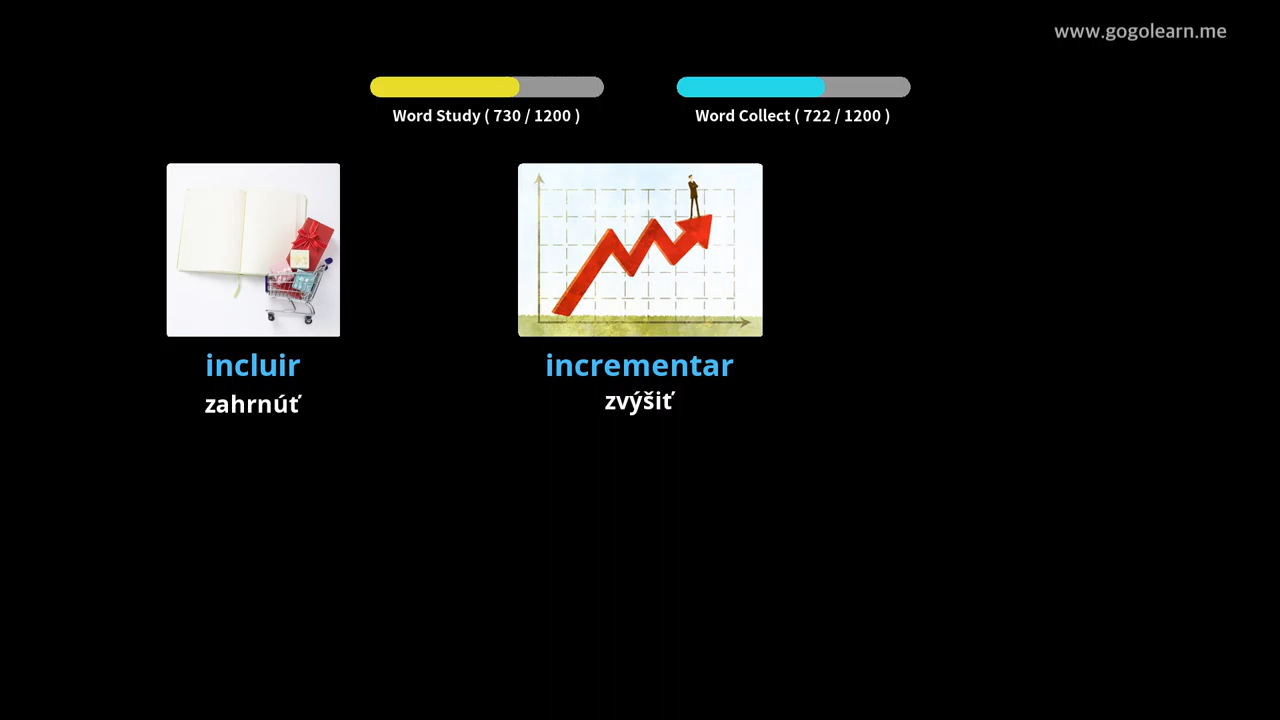 www.gogolearn.me
Word Study ( 730 / 1200 )
Word Collect ( 722 / 1200 )
incluir
zahrnúť
incrementar
zvýšiť